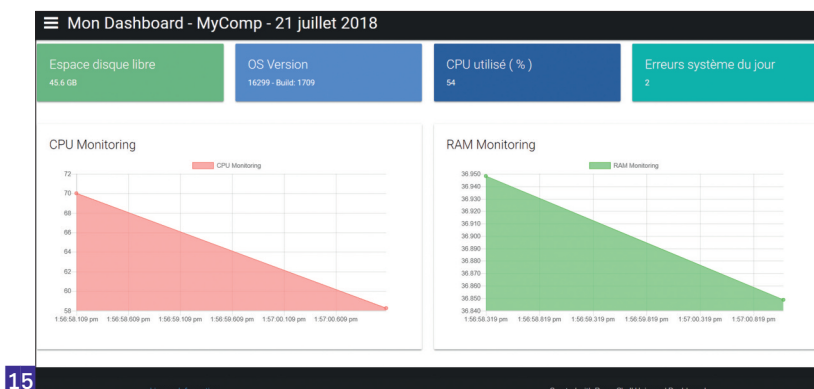 Mon Dashboard - MyComp - 21 juillet 2018
Espace disque libre
45.6 GB
OS Version
16299 - Build: 1709
CPU utilisé ( % )
54
Erreurs système du jour
2
CPU Monitoring
CPU Monitoring
72
70
68
66
64
62
60
58
1:56:58.109 pm 1:56:58.609 pm 1:56:59.109 pm 1:56:59.609 pm 1:57:00.109 pm 1:57:00.609 pm
RAM Monitoring
RAM Monitoring
36.950
36.940
36.930
36.920
36.910
36.900
36.890
36.880
36.870
36.860
36.850
36.840
1:56:58.319 pm 1:56:58.819 pm 1:56:59.319 pm 1:56:59.819 pm 1:57:00.319 pm 1:57:00.819 pm
15